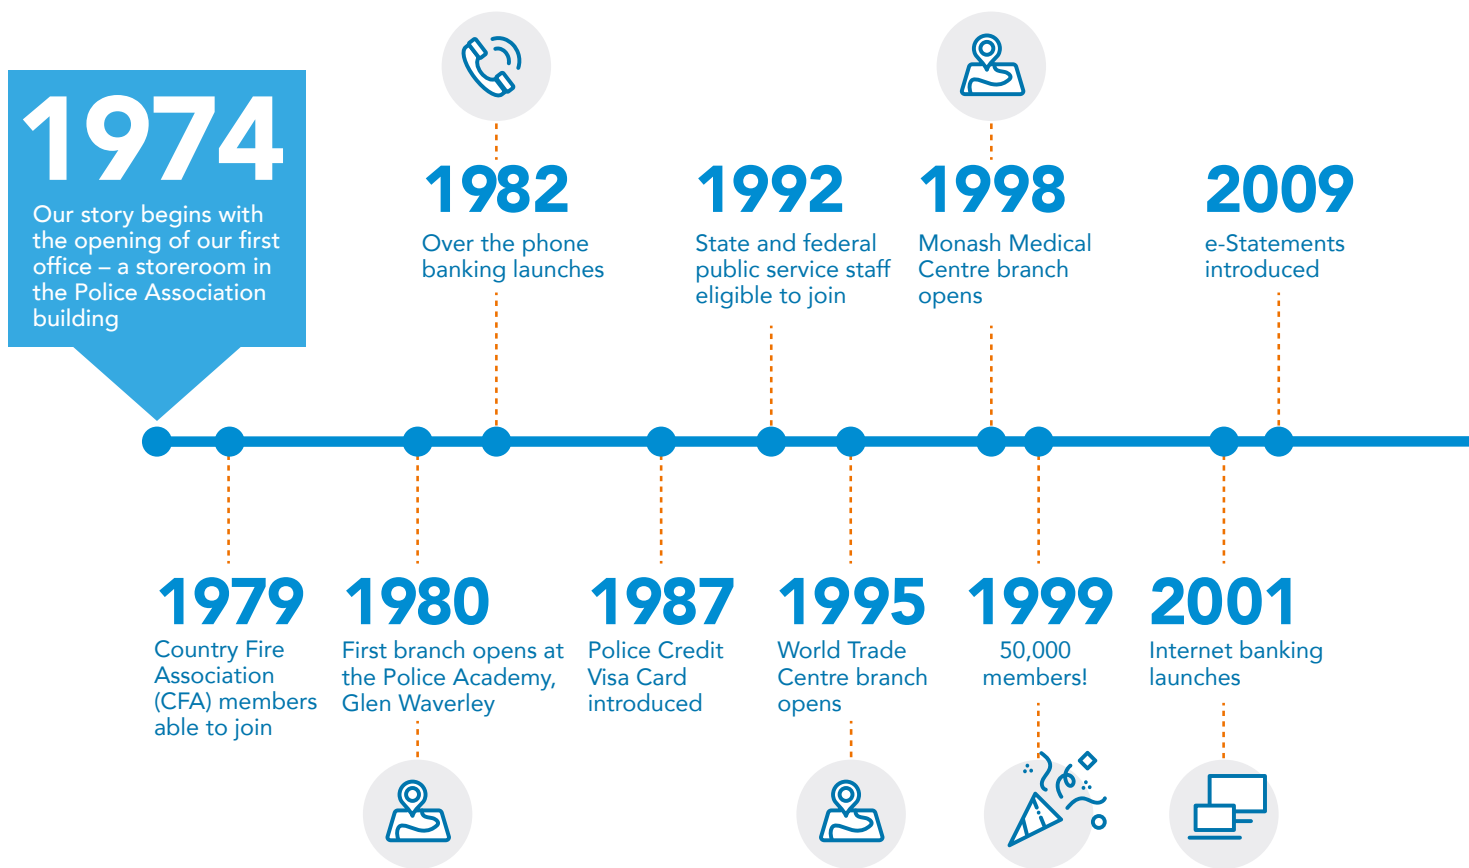 1974
Our story begins with
the opening of our first
office – a storeroom in
the Police Association
building
1982
Over the phone
banking launches
1992
State and federal
public service staff
eligible to join
1998
Monash Medical
Centre branch
opens
2009
e-Statements
introduced
1979
Country Fire
Association
(CFA) members
able to join
1980
First branch opens at
the Police Academy,
Glen Waverley
1987
Police Credit
Visa Card
introduced
1995
World Trade
Centre branch
opens
1999
50,000
members!
2001
Internet banking
launches